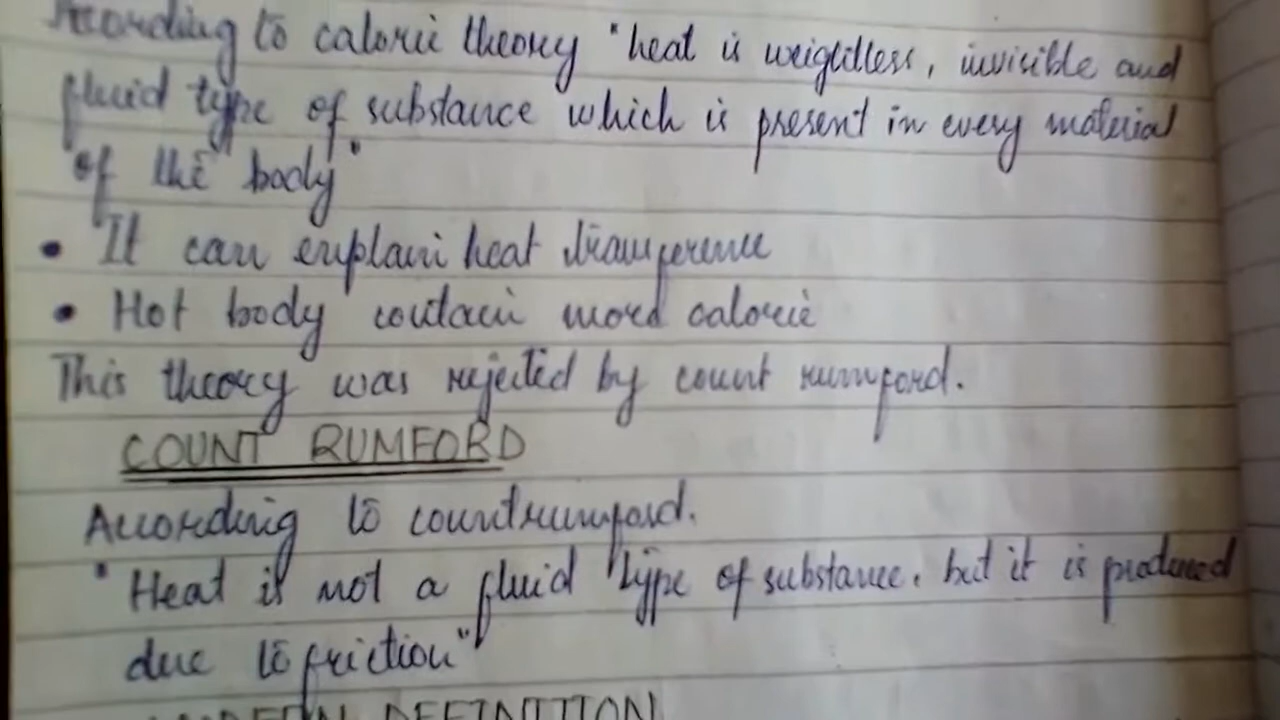 According to caloric theory "heat is weightless, invisible and
fluid type of substance which is present in every material
of the body"
• It can explain heat transference
• Hot body contain more caloric
This theory was rejected by count rumford.
COUNT RUMFORD
According to countrumford.
"Heat is not a fluid type of substance. but it is produced
due to friction"
MODERN DEFINITION